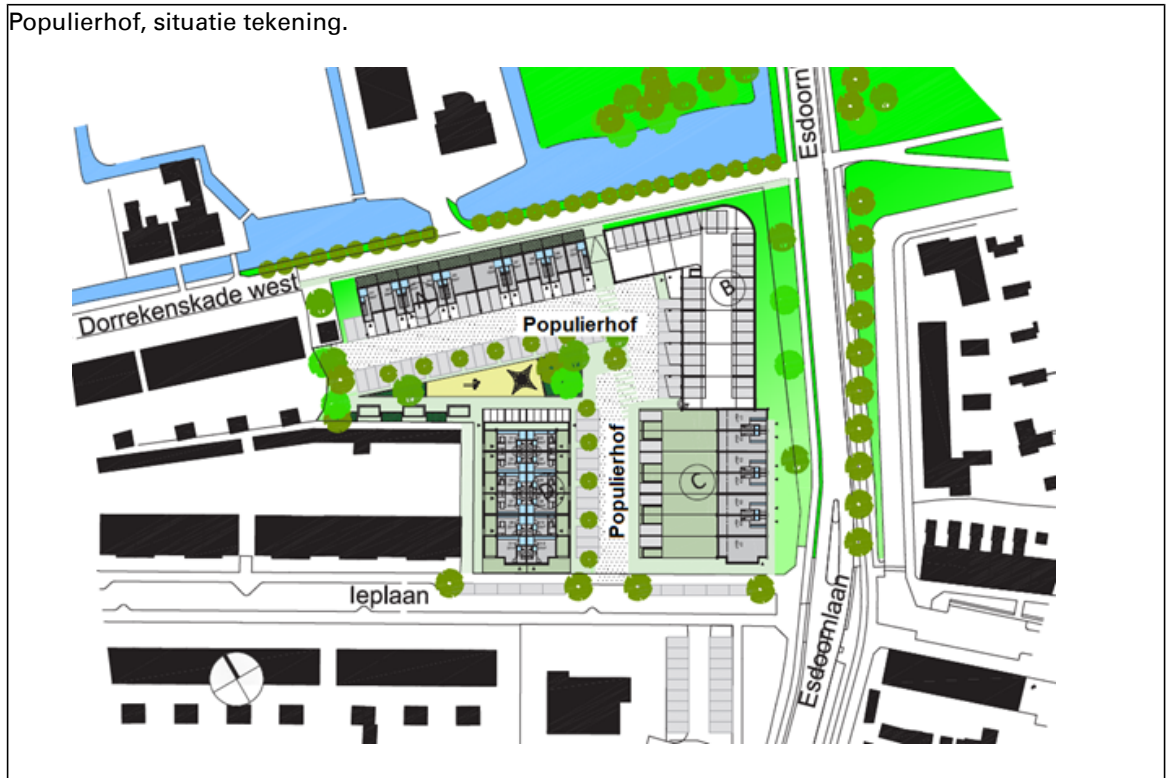 Populierhof, situatie tekening.
Esdoorn
Dorrekenskade west
Populierhof
B
Populierhof
C
Ieplaan
Esdoornlaan